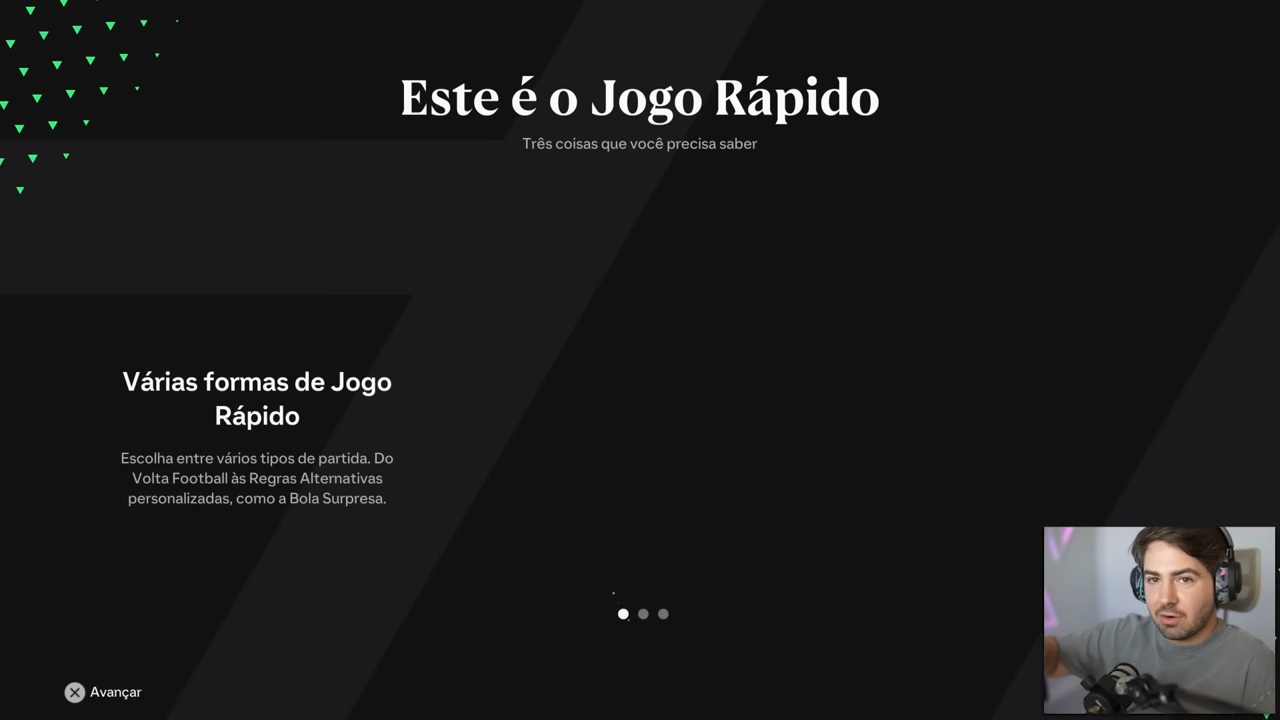 Este é o Jogo Rápido
Três coisas que você precisa saber
Várias formas de Jogo
Rápido
Escolha entre vários tipos de partida. Do
Volta Football às Regras Alternativas
personalizadas, como a Bola Surpresa.
Avançar